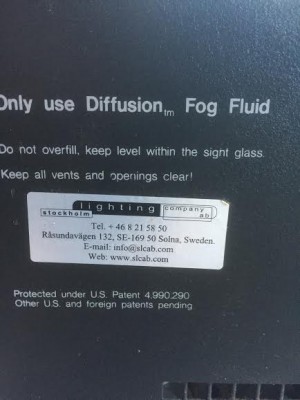 Only use Diffusion tm Fog Fluid
Do not overfill, keep level within the sight glass.
Keep all vents and openings clear!
lighting company
stockholm ab
Tel. + 46 8 21 58 50
Råsundavägen 132, SE-169 50 Solna, Sweden.
E-mail: info@slcab.com
Web: www.slcab.com
Protected under U.S. Patent 4.990.290
Other U.S. and foreign patents pending